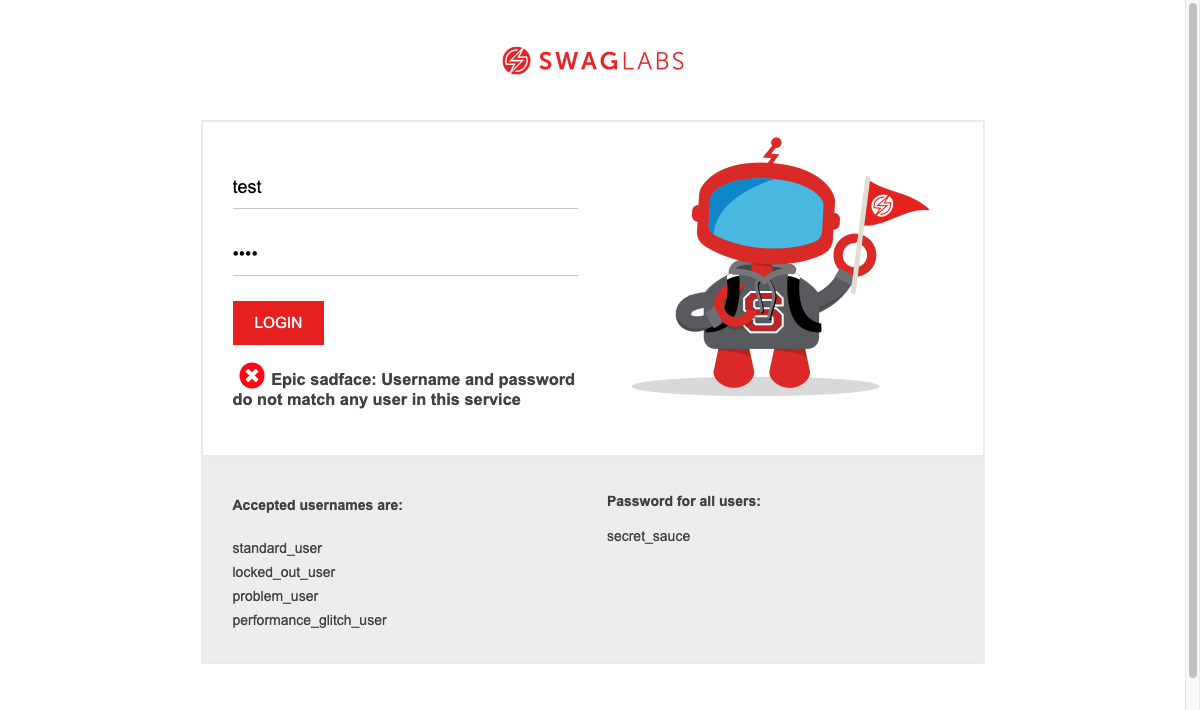 SWAGLABS
test
••••
LOGIN
Epic sadface: Username and password
do not match any user in this service
Accepted usernames are:
standard_user
locked_out_user
problem_user
performance_glitch_user
Password for all users:
secret_sauce